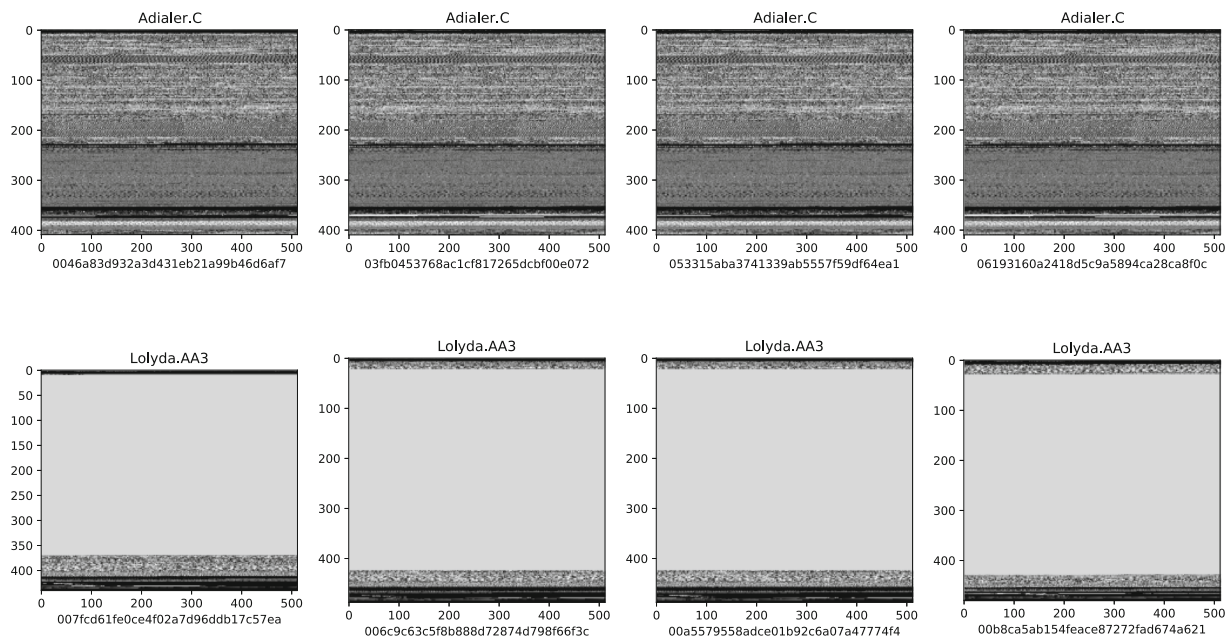 Adialer.C
Adialer.C
Adialer.C
Adialer.C
0
100
200
300
400
0 100 200 300 400 500
0046a83d932a3d431eb21a99b46d6af7
0
100
200
300
400
0 100 200 300 400 500
03fb0453768ac1cf817265dcbf00e072
0
100
200
300
400
0 100 200 300 400 500
053315aba3741339ab5557f59df64ea1
0
100
200
300
400
0 100 200 300 400 500
06193160a2418d5c9a5894ca28ca8f0c
Lolyda.AA3
Lolyda.AA3
Lolyda.AA3
Lolyda.AA3
0
50
100
150
200
250
300
350
400
0 100 200 300 400 500
007fcd61fe0ce4f02a7d96ddb17c57ea
0
100
200
300
400
0 100 200 300 400 500
006c9c63c5f8b888d72874d798f66f3c
0
100
200
300
400
0 100 200 300 400 500
00a5579558adce01b92c6a07a47774f4
0
100
200
300
400
0 100 200 300 400 500
00b8ca5ab154feace87272fad674a621